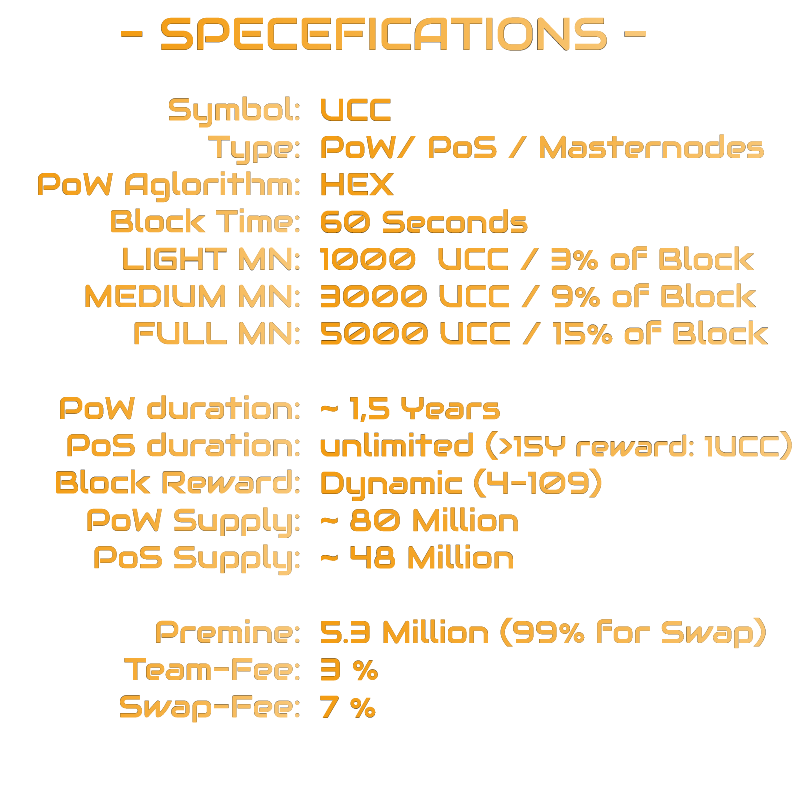 - SPECEFICATIONS -
Symbol: UCC
Type: PoW/ PoS / Masternodes
PoW Aglorithm: HEX
Block Time: 60 Seconds
LIGHT MN: 1000 UCC / 3% of Block
MEDIUM MN: 3000 UCC / 9% of Block
FULL MN: 5000 UCC / 15% of Block
PoW duration: ~ 1,5 Years
PoS duration: unlimited (>15Y reward: 1UCC)
Block Reward: Dynamic (4-109)
PoW Supply: ~ 80 Million
PoS Supply: ~ 48 Million
Premine: 5.3 Million (99% for Swap)
Team-Fee: 3 %
Swap-Fee: 7 %